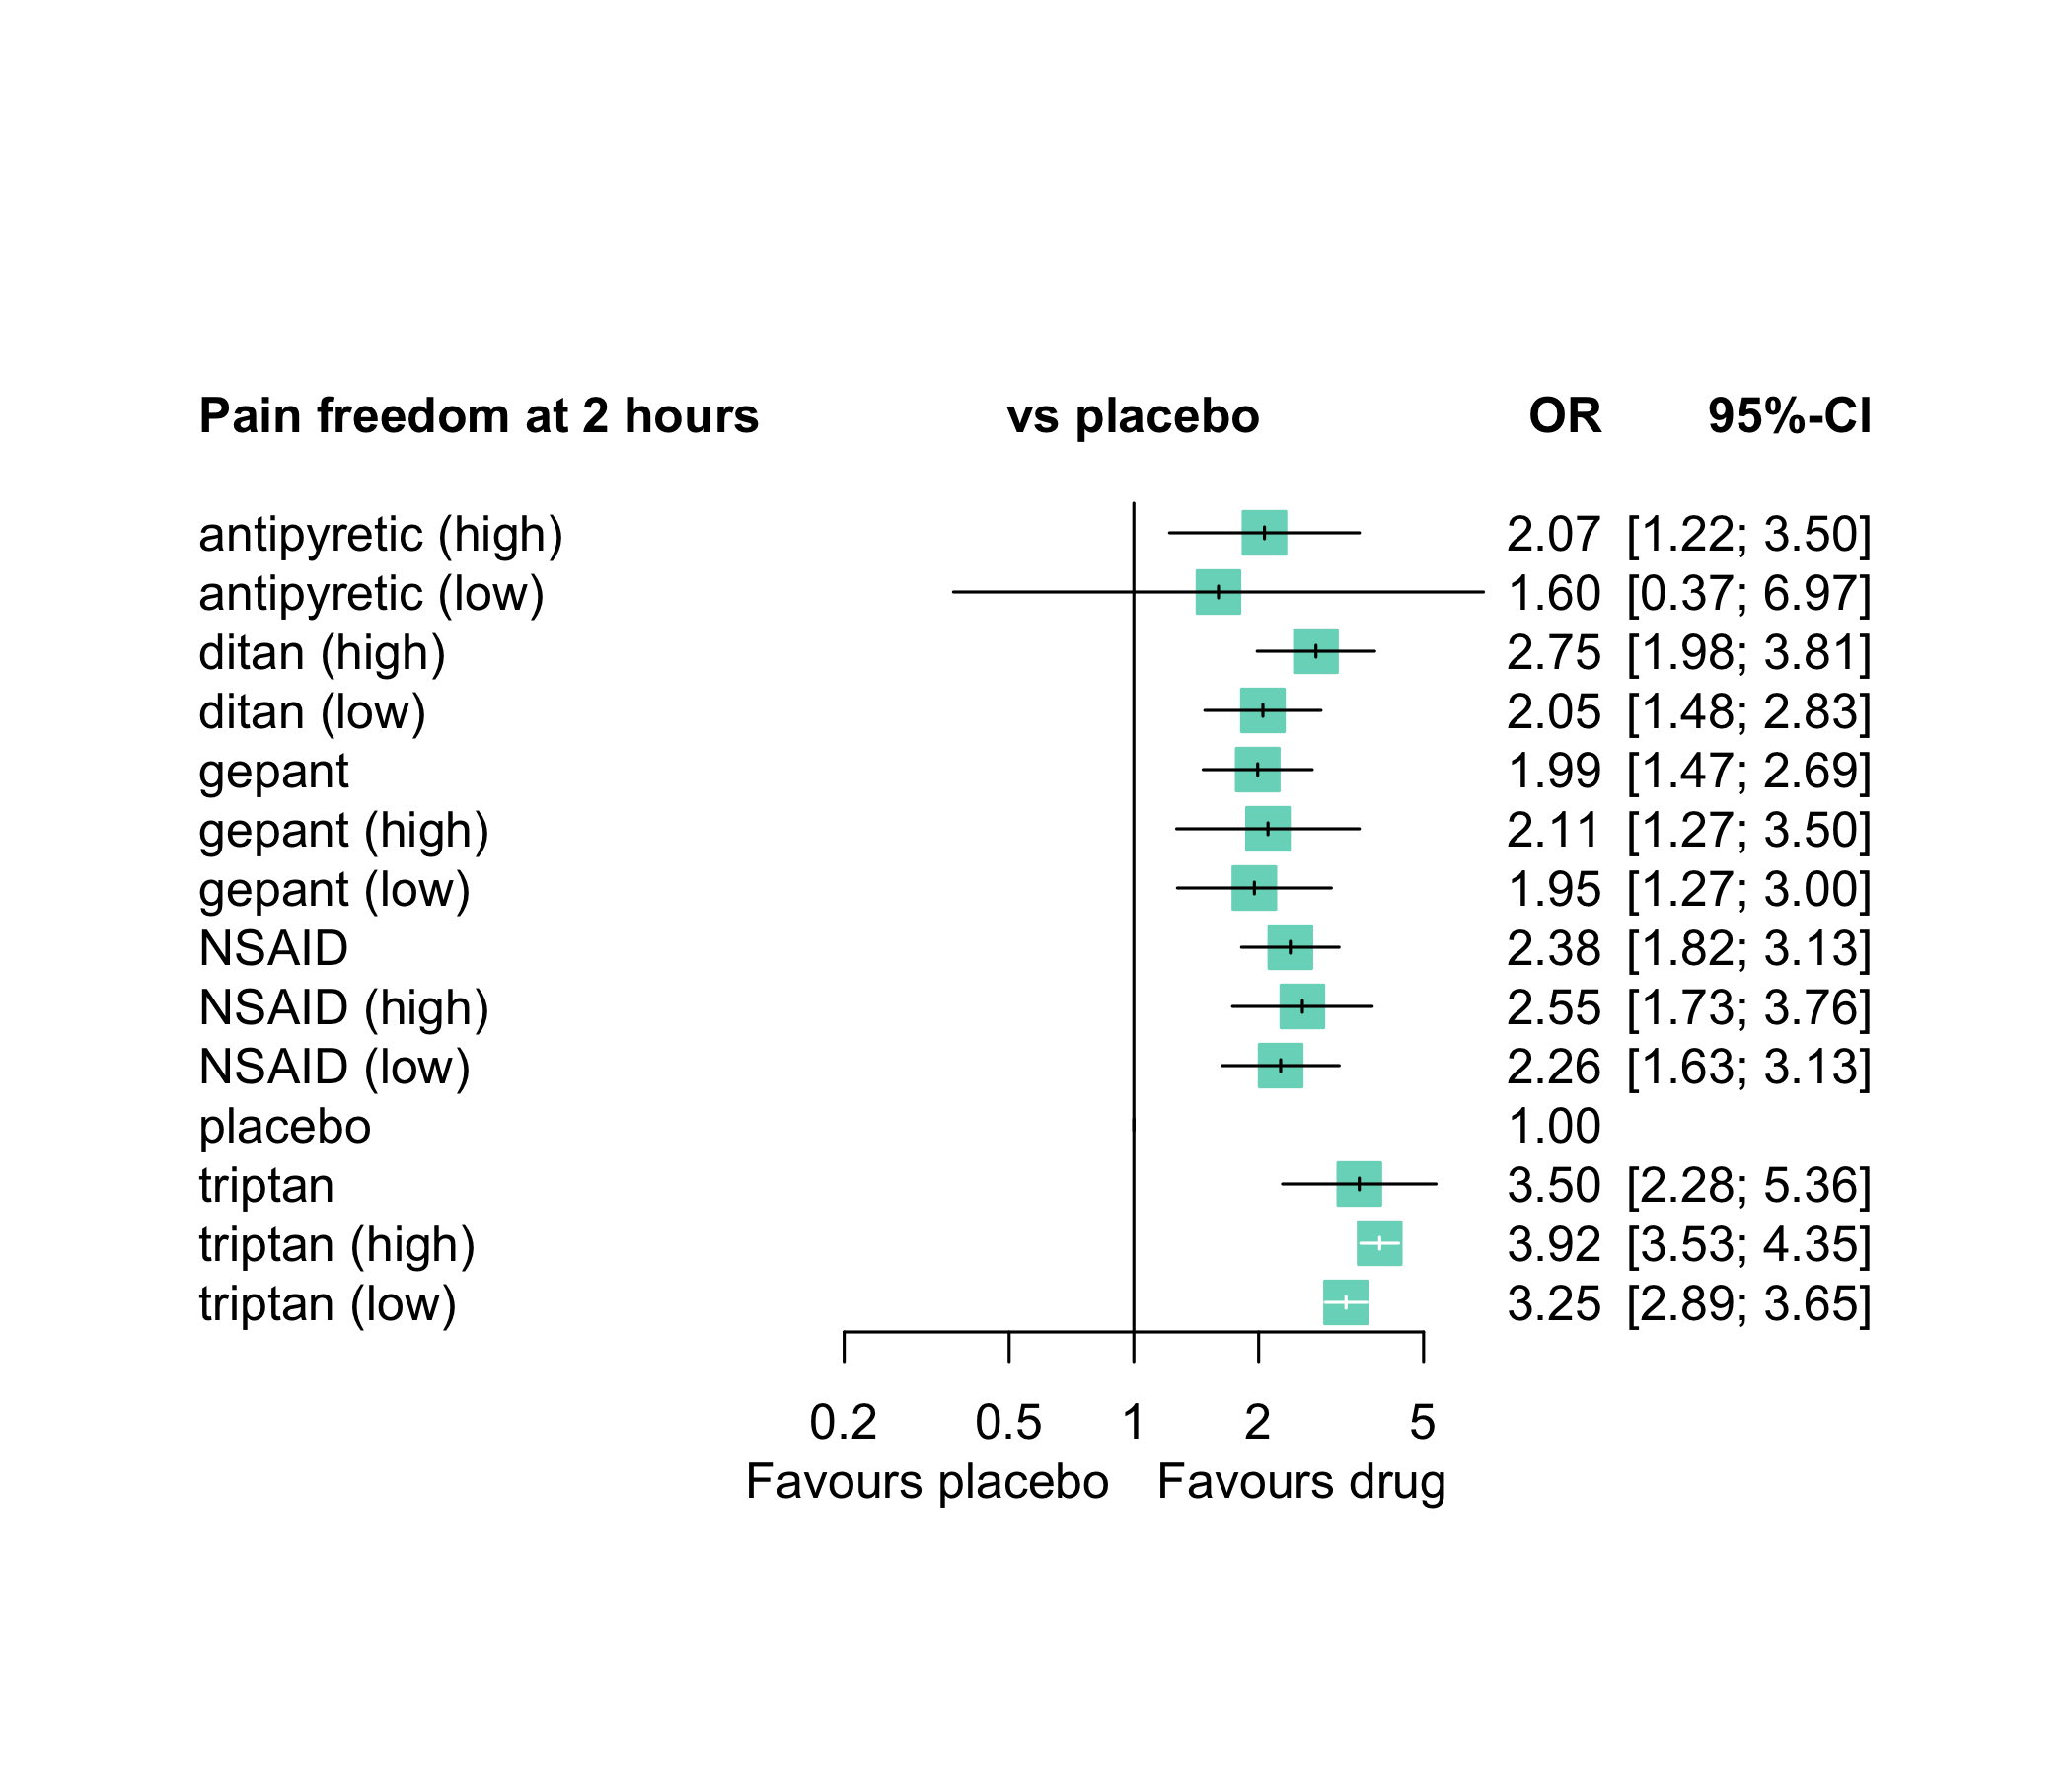 Pain freedom at 2 hours vs placebo OR 95%-CI
antipyretic (high) 2.07 [1.22; 3.50]
antipyretic (low) 1.60 [0.37; 6.97]
ditan (high) 2.75 [1.98; 3.81]
ditan (low) 2.05 [1.48; 2.83]
gepant 1.99 [1.47; 2.69]
gepant (high) 2.11 [1.27; 3.50]
gepant (low) 1.95 [1.27; 3.00]
NSAID 2.38 [1.82; 3.13]
NSAID (high) 2.55 [1.73; 3.76]
NSAID (low) 2.26 [1.63; 3.13]
placebo 1.00
triptan 3.50 [2.28; 5.36]
triptan (high) 3.92 [3.53; 4.35]
triptan (low) 3.25 [2.89; 3.65]
0.2 0.5 1 2 5
Favours placebo Favours drug